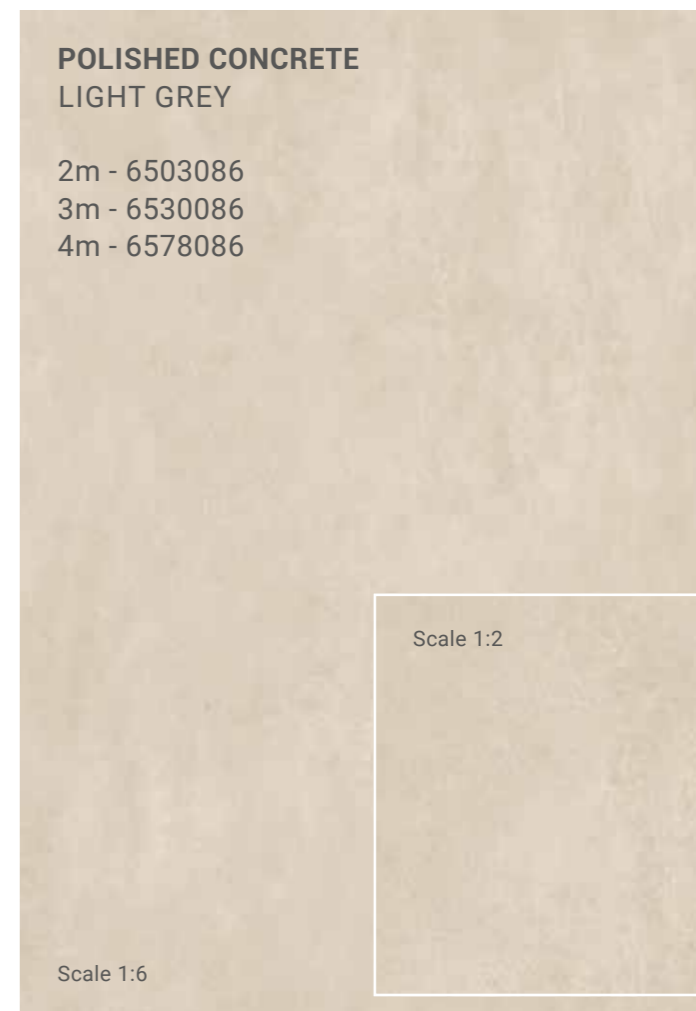 POLISHED CONCRETE
LIGHT GREY
2m - 6503086
3m - 6530086
4m - 6578086
Scale 1:2
Scale 1:6